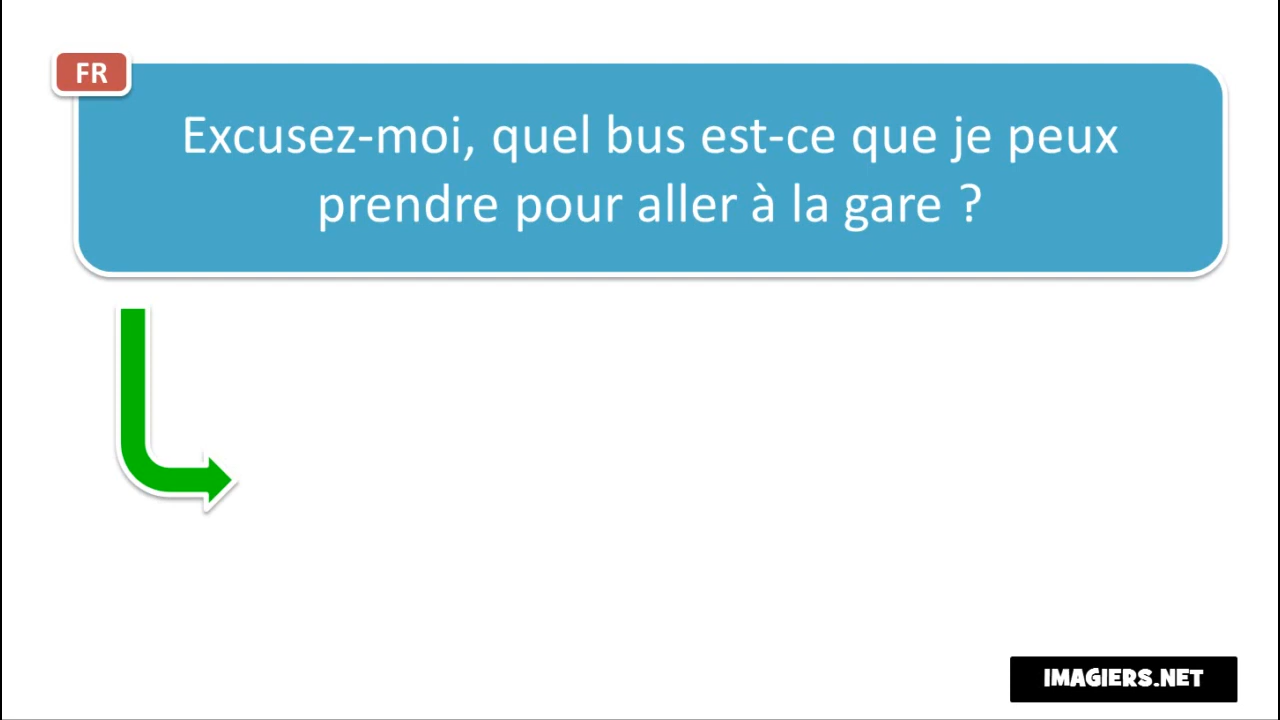 FR
Excusez-moi, quel bus est-ce que je peux
prendre pour aller à la gare ?
IMAGIERS.NET